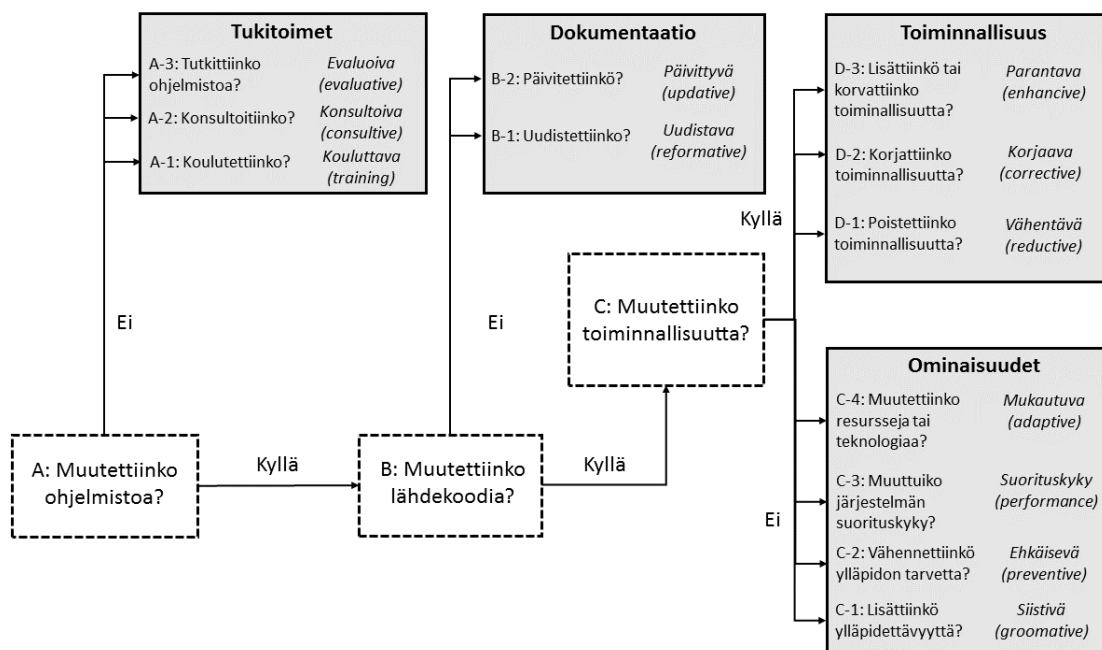 Tukitoimet
A-3: Tutkittiinko
ohjelmistoa?
Evaluoiva
(evaluative)
A-2: Konsultoitiinko?
Konsultoiva
(consultive)
A-1: Koulutettiinko?
Kouluttava
(training)
Dokumentaatio
B-2: Päivitettiinkö?
Päivittyvä
(updative)
B-1: Uudistettiinko?
Uudistava
(reformative)
Toiminnallisuus
D-3: Lisättiinkö tai
korvattiinko
toiminnallisuutta?
Parantava
(enhancive)
D-2: Korjattiinko
toiminnallisuutta?
Korjaava
(corrective)
D-1: Poistettiinko
toiminnallisuutta?
Vähentävä
(reductive)
Kyllä
Ei
Ei
C: Muutettiinko
toiminnallisuutta?
Ominaisuudet
C-4: Muutettiinko
resursseja tai
teknologiaa?
Mukautuva
(adaptive)
C-3: Muuttuiko
järjestelmän
suorituskyky?
Suorituskyky
(performance)
C-2: Vähennettiinkö
ylläpidon tarvetta?
Ehkäisevä
(preventive)
C-1: Lisättiinkö
ylläpidettävyyttä?
Siistivä
(groomative)
Ei
A: Muutettiinko
ohjelmistoa?
Kyllä
B: Muutettiinko
lähdekoodia?
Kyllä